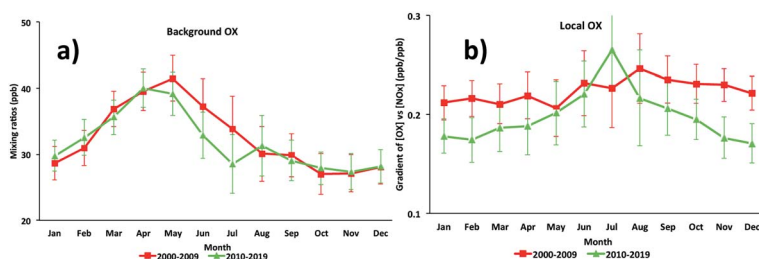 Background OX
a)
Mixing ratios (ppb)
50
40
30
20
Jan Feb Mar Apr May Jun Jul Aug Sep Oct Nov Dec
Month
2000-2009 2010-2019
Local OX
b)
Gradient of [OX] vs [NOx] (ppb/ppb)
0.3
0.2
0.1
Jan Feb Mar Apr May Jun Jul Aug Sep Oct Nov Dec
Month
2000-2009 2010-2019